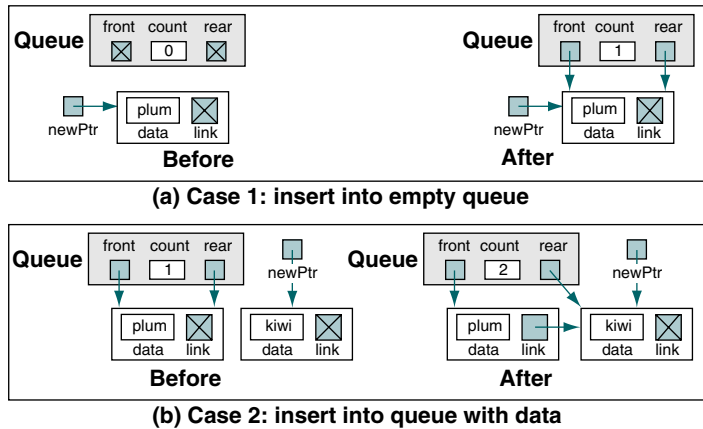 front count rear
Queue
0
plum
newPtr
data link
Before
front count rear
Queue
1
plum
newPtr
data link
After
(a) Case 1: insert into empty queue
front count rear
Queue
1
newPtr
plum
data link
kiwi
data link
Before
front count rear
Queue
2
newPtr
plum
data link
kiwi
data link
After
(b) Case 2: insert into queue with data